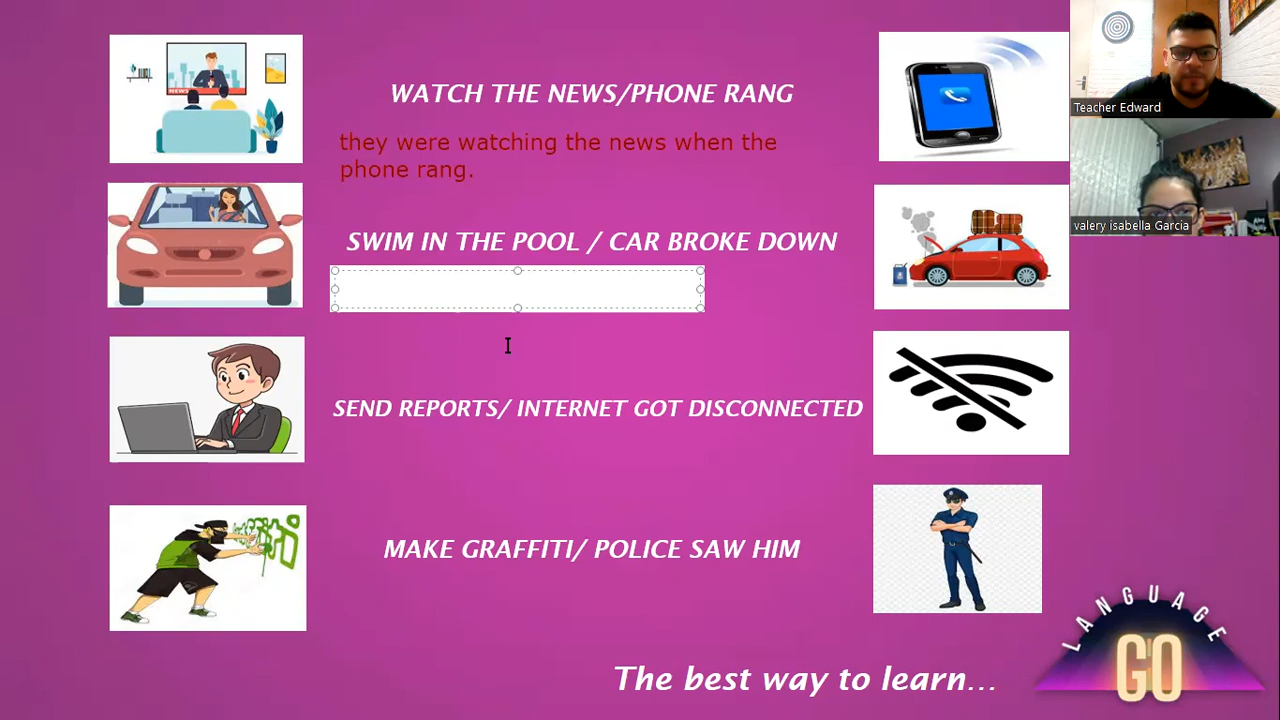 WATCH THE NEWS/PHONE RANG
Teacher Edward
they were watching the news when the
phone rang.
valery isabella Garcia
SWIM IN THE POOL / CAR BROKE DOWN
SEND REPORTS/ INTERNET GOT DISCONNECTED
MAKE GRAFFITI/ POLICE SAW HIM
LANGUAGE
GO
The best way to learn...
NEWS